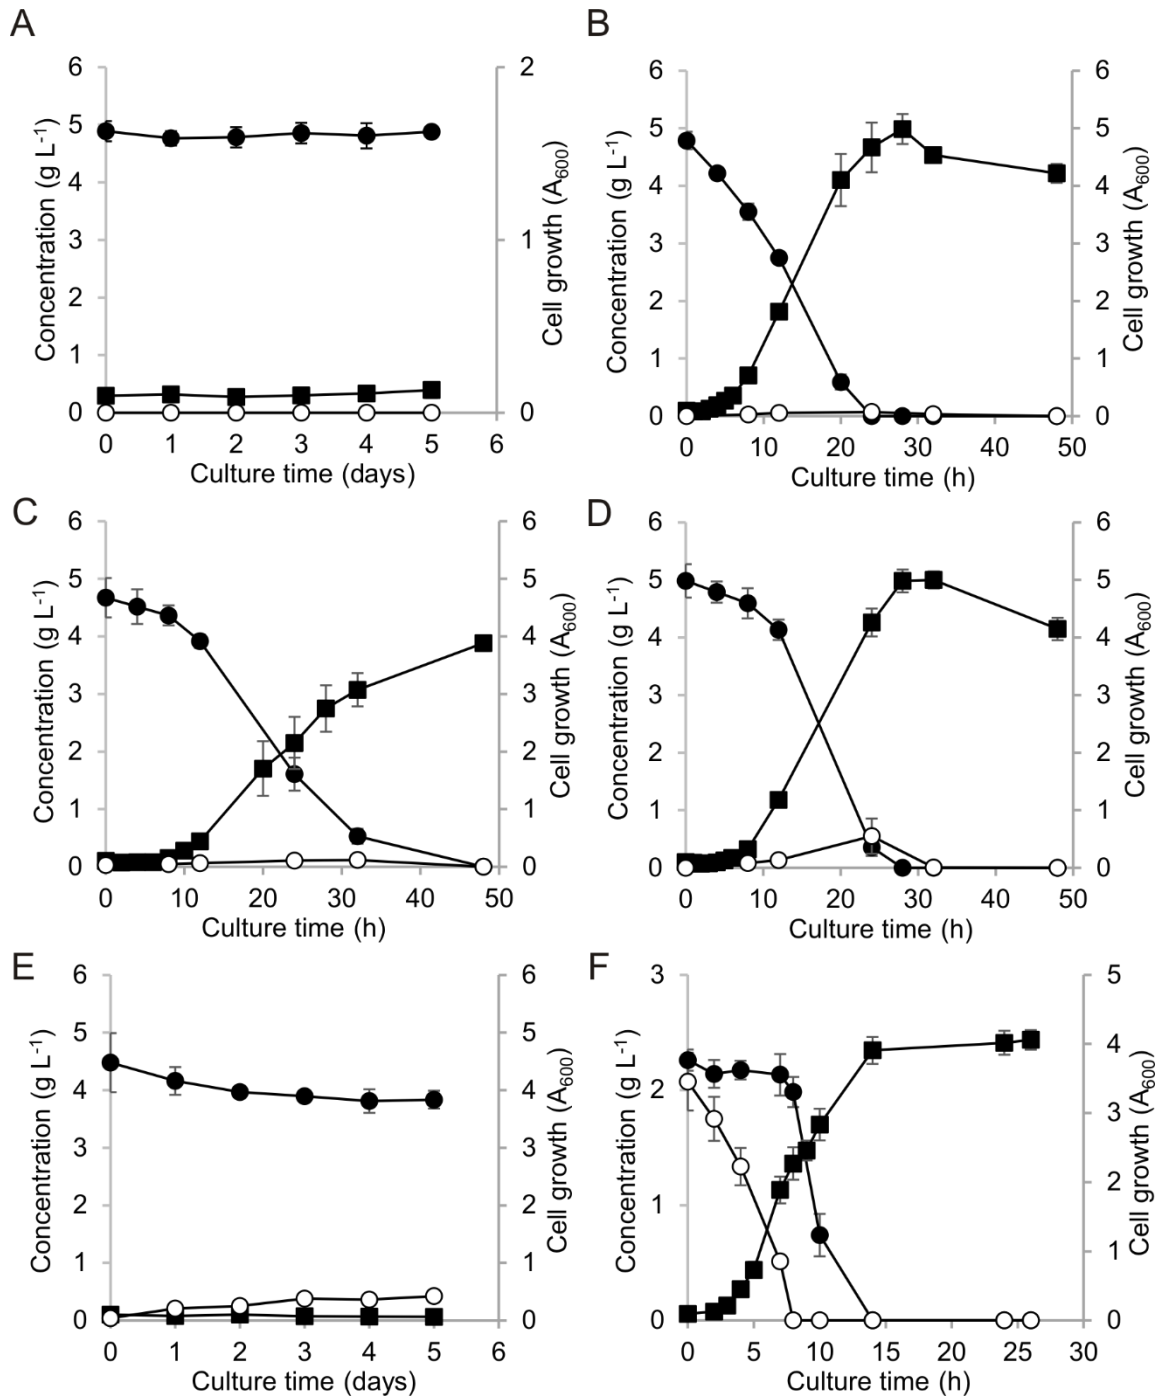 A
6
5
4
3
2
1
0
Concentration (g L⁻¹)
2
1
0
Cell growth (A₆₀₀)
0 1 2 3 4 5 6
Culture time (days)
B
6
5
4
3
2
1
0
Concentration (g L⁻¹)
6
5
4
3
2
1
0
Cell growth (A₆₀₀)
0 10 20 30 40 50
Culture time (h)
C
6
5
4
3
2
1
0
Concentration (g L⁻¹)
6
5
4
3
2
1
0
Cell growth (A₆₀₀)
0 10 20 30 40 50
Culture time (h)
D
6
5
4
3
2
1
0
Concentration (g L⁻¹)
6
5
4
3
2
1
0
Cell growth (A₆₀₀)
0 10 20 30 40 50
Culture time (h)
E
6
5
4
3
2
1
0
Concentration (g L⁻¹)
6
5
4
3
2
1
0
Cell growth (A₆₀₀)
0 1 2 3 4 5 6
Culture time (days)
F
3
2
1
0
Concentration (g L⁻¹)
5
4
3
2
1
0
Cell growth (A₆₀₀)
0 5 10 15 20 25 30
Culture time (h)